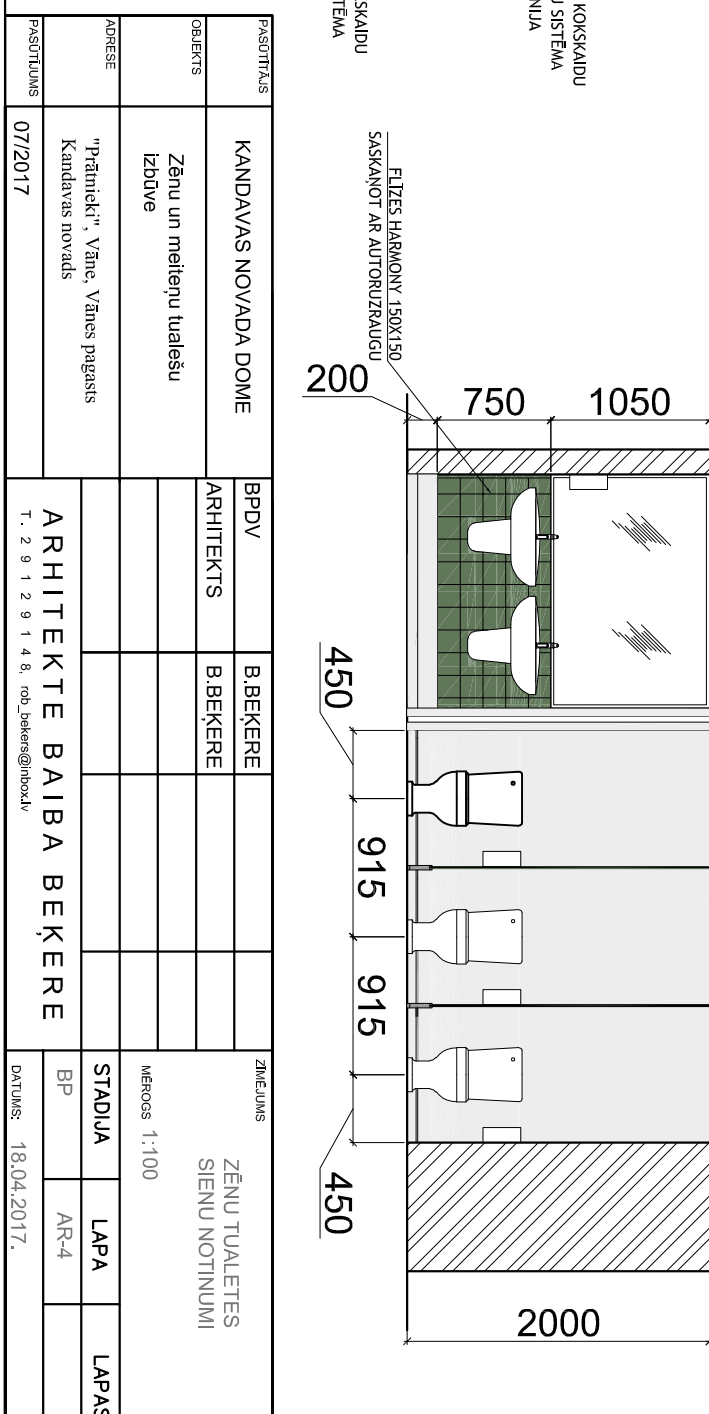 KOKSKAIDU
U SISTĒMA
NIJA
SKAIDU
TĒMA
FLĪZES HARMONY 150X150
SASKAŅOT AR AUTORUZRAUGU
200
750
1050
450
915
915
450
2000
PASŪTĪTĀJS
KANDAVAS NOVADA DOME
OBJEKTS
Zēnu un meiteņu tualešu
izbūve
ADRESE
"Prātnieki", Vāne, Vānes pagasts
Kandavas novads
PASŪTĪJUMS
07/2017
BPDV
B.BEĶERE
ARHITEKTS
B.BEĶERE
ARHITEKTE BAIBA BEĶERE
T. 29129148, rob_bekers@inbox.lv
ZĪMĒJUMS
ZĒNU TUALETES
SIENU NOTINUMI
MĒROGS 1:100
STADIJA
LAPA
LAPAS
BP
AR-4
DATUMS: 18.04.2017.